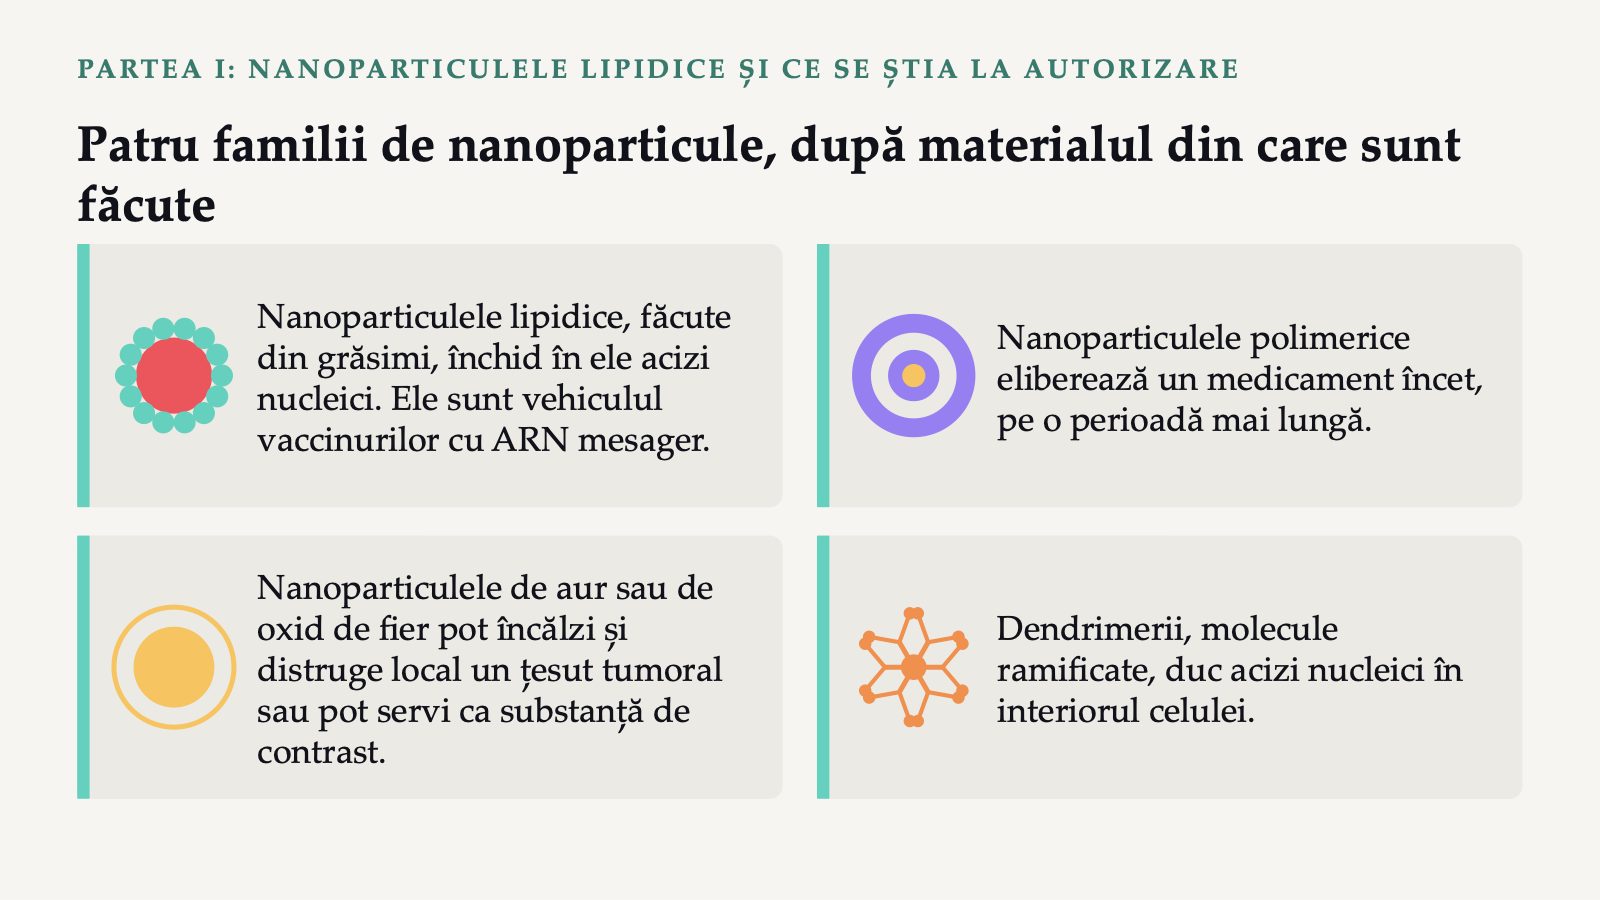 PARTEA I: NANOPARTICULELE LIPIDICE ȘI CE SE ȘTIA LA AUTORIZARE
Patru familii de nanoparticule, după materialul din care sunt
făcute
Nanoparticulele lipidice, făcute
din grăsimi, închid în ele acizi
nucleici. Ele sunt vehiculul
vaccinurilor cu ARN mesager.
Nanoparticulele polimerice
eliberează un medicament încet,
pe o perioadă mai lungă.
Nanoparticulele de aur sau de
oxid de fier pot încălzi și
distruge local un țesut tumoral
sau pot servi ca substanță de
contrast.
Dendrimerii, molecule
ramificate, duc acizi nucleici în
interiorul celulei.